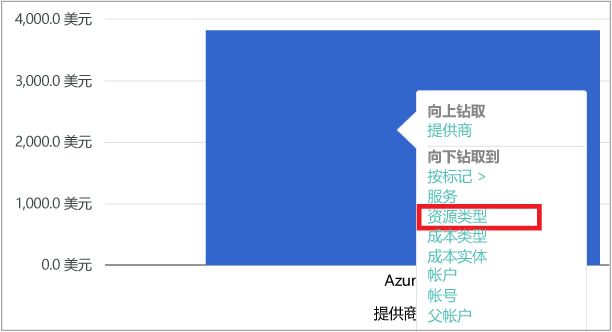 4,000.0 美元
3,000.0 美元
2,000.0 美元
1,000.0 美元
0.0 美元
向上钻取
提供商
向下钻取到
按标记 >
服务
资源类型
成本类型
成本实体
帐户
帐号
父帐户
Azur
提供商